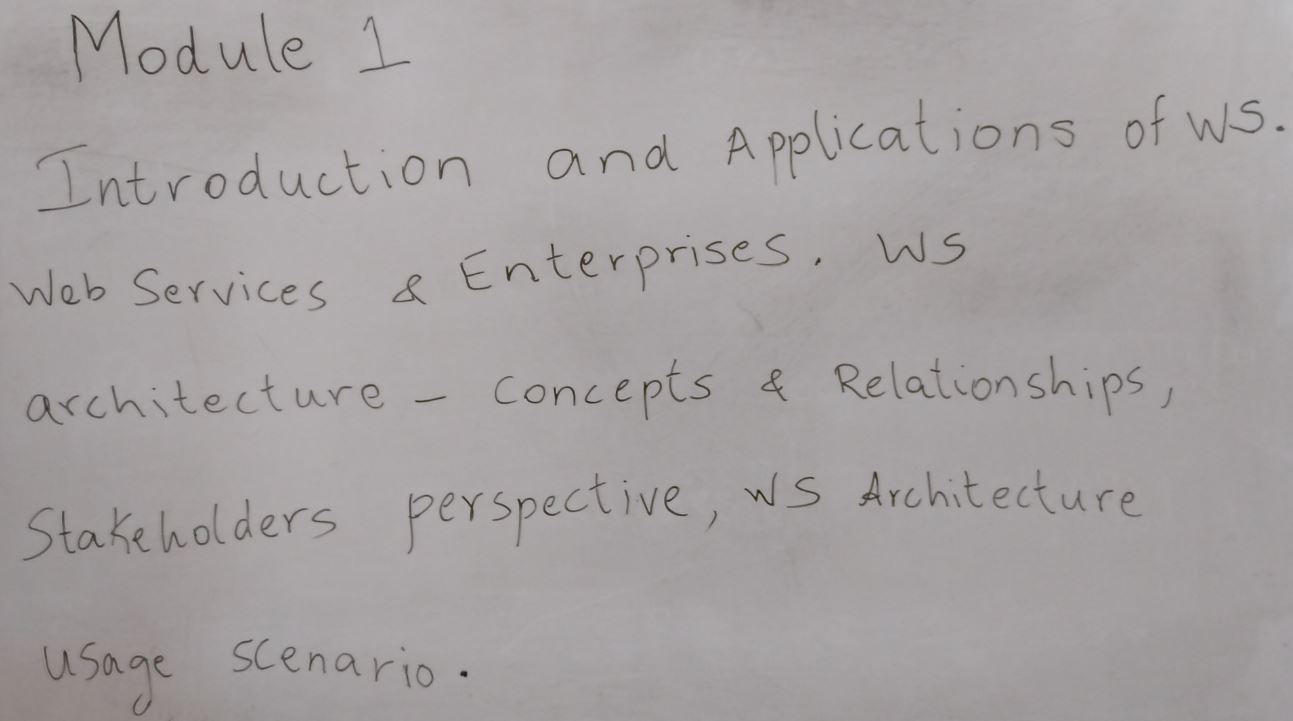 Module 1
Introduction and Applications of WS.
Web Services & Enterprises. WS
architecture - Concepts & Relationships,
Stakeholders perspective, WS Architecture
usage scenario.